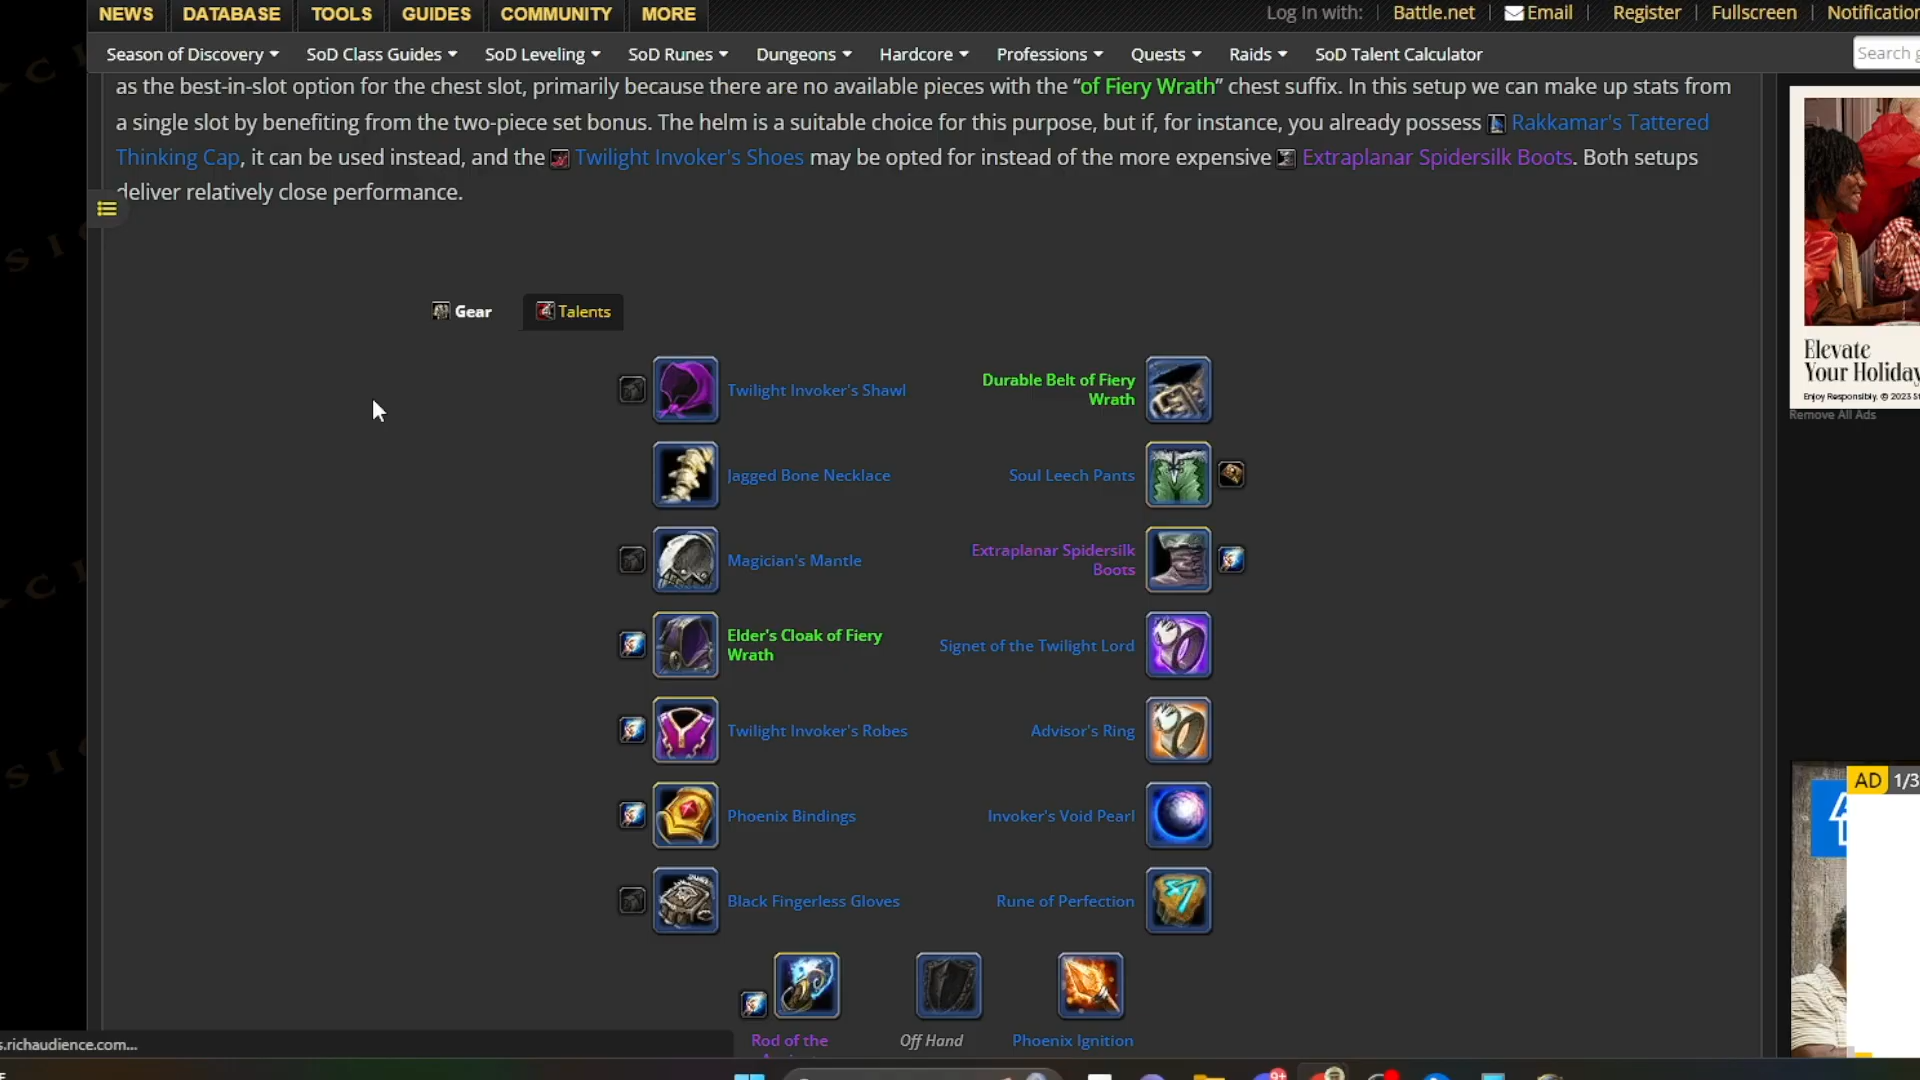 NEWS DATABASE TOOLS GUIDES COMMUNITY MORE Log In with: Battle.net Email Register Fullscreen
Season of Discovery SoD Class Guides SoD Leveling SoD Runes Dungeons Hardcore Professions Quests Raids SoD Talent Calculator Search
as the best-in-slot option for the chest slot, primarily because there are no available pieces with the “of Fiery Wrath” chest suffix. In this setup we can make up stats from
a single slot by benefiting from the two-piece set bonus. The helm is a suitable choice for this purpose, but if, for instance, you already possess Rakkamar's Tattered
Thinking Cap, it can be used instead, and the Twilight Invoker's Shoes may be opted for instead of the more expensive Extraplanar Spidersilk Boots. Both setups
deliver relatively close performance.
Gear Talents
Twilight Invoker's Shawl
Durable Belt of Fiery
Wrath
Jagged Bone Necklace
Soul Leech Pants
Magician's Mantle
Extraplanar Spidersilk
Boots
Elder's Cloak of Fiery
Wrath
Signet of the Twilight Lord
Twilight Invoker's Robes
Advisor's Ring
Phoenix Bindings
Invoker's Void Pearl
Black Fingerless Gloves
Rune of Perfection
Rod of the
Off Hand
Phoenix Ignition
Elevate
Your Holiday
Enjoy Responsibly. © 2023
Remove All Ads
AD 1/3
s.richaudience.com...
9+